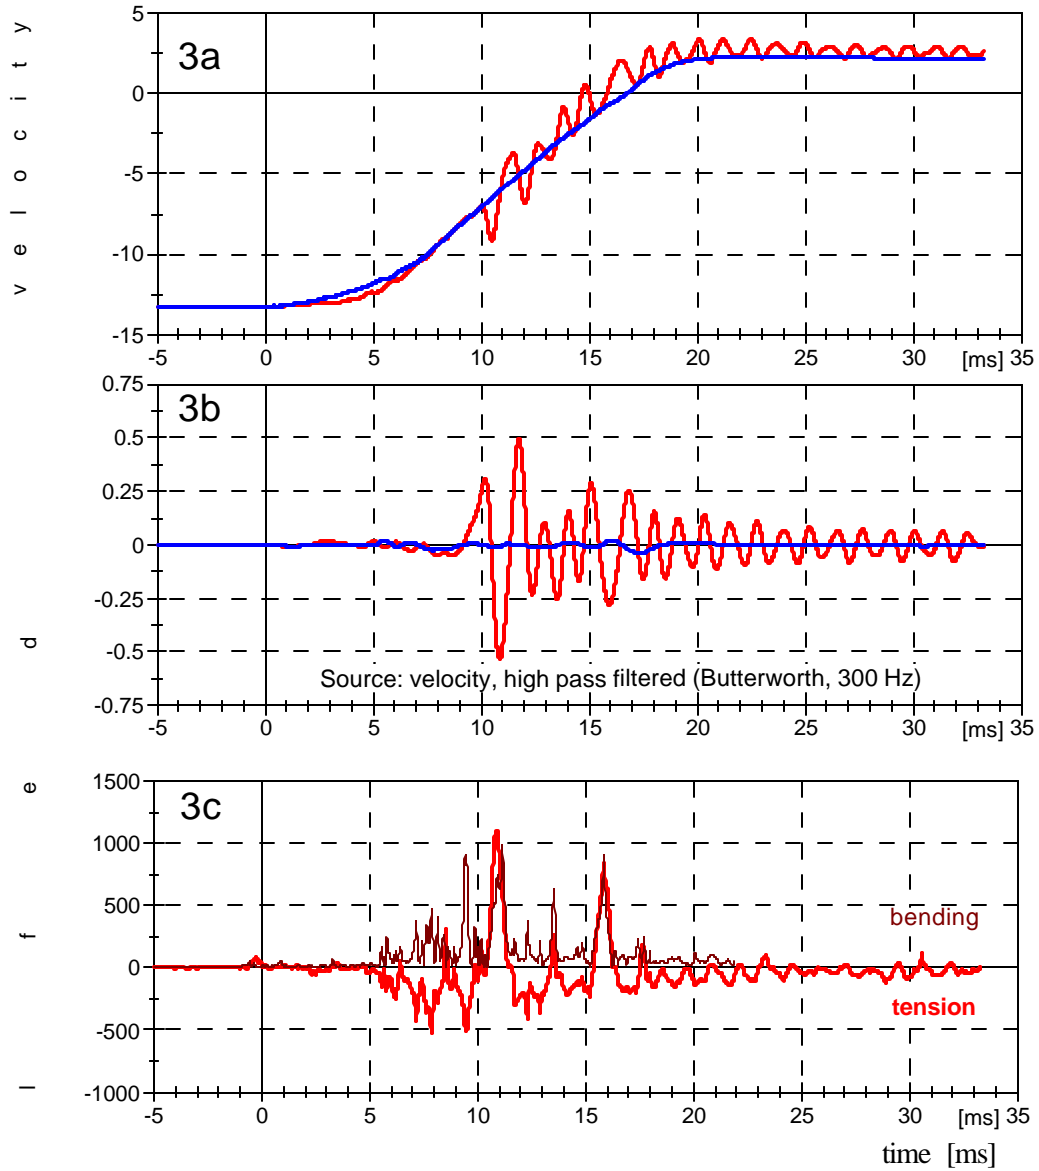 velocity
5
0
-5
-10
-15
3a
-5 0 5 10 15 20 25 30 [ms] 35
0.75
0.5
0.25
0
-0.25
-0.5
-0.75
3b
d
Source: velocity, high pass filtered (Butterworth, 300 Hz)
-5 0 5 10 15 20 25 30 [ms] 35
e
f
l
1500
1000
500
0
-500
-1000
3c
bending
tension
-5 0 5 10 15 20 25 30 [ms] 35
time [ms]